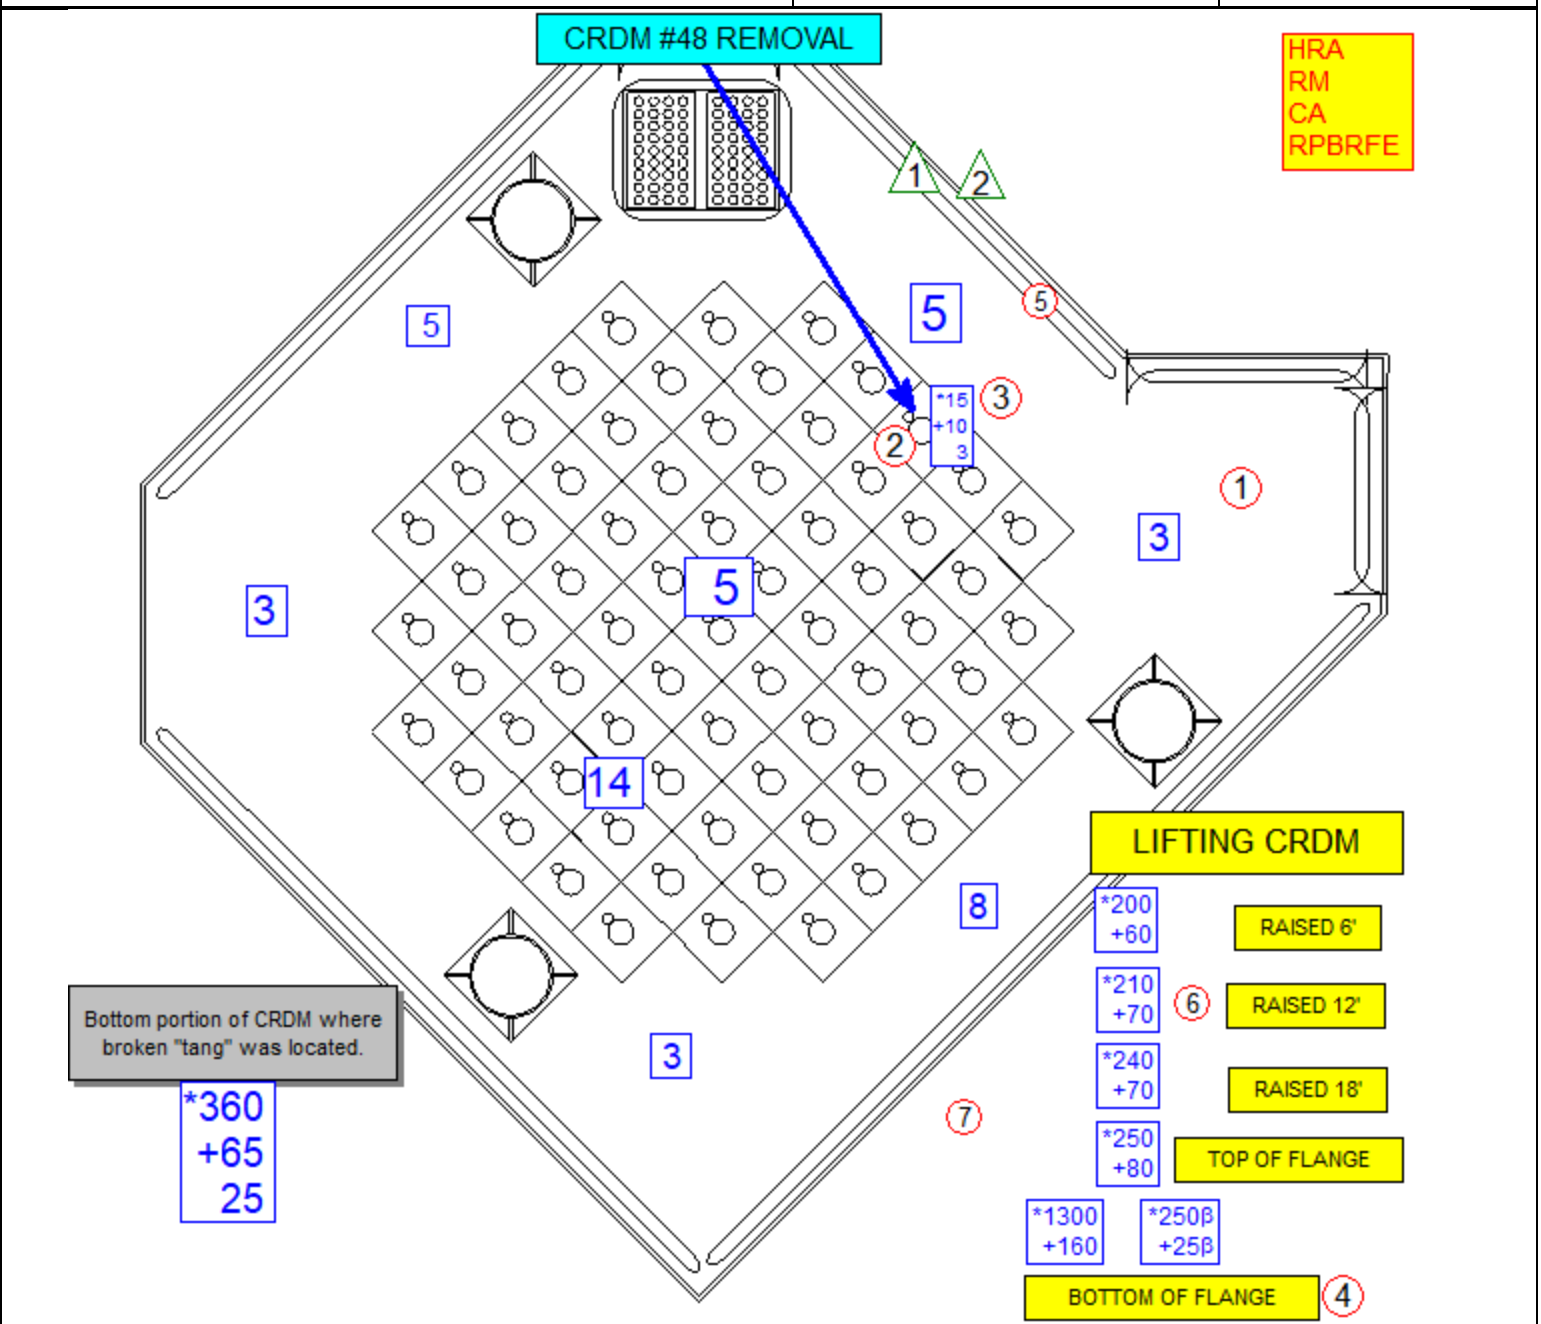 CRDM #48 REMOVAL
HRA
RM
CA
RPBRFE
1
2
5
5
5
*15
+10
3
3
2
1
3
5
3
14
LIFTING CRDM
8
*200
+60
RAISED 6'
*210
+70
6
RAISED 12'
Bottom portion of CRDM where
broken "tang" was located.
3
*240
+70
RAISED 18'
*360
+65
25
7
*250
+80
TOP OF FLANGE
*1300
+160
*250β
+25β
BOTTOM OF FLANGE
4